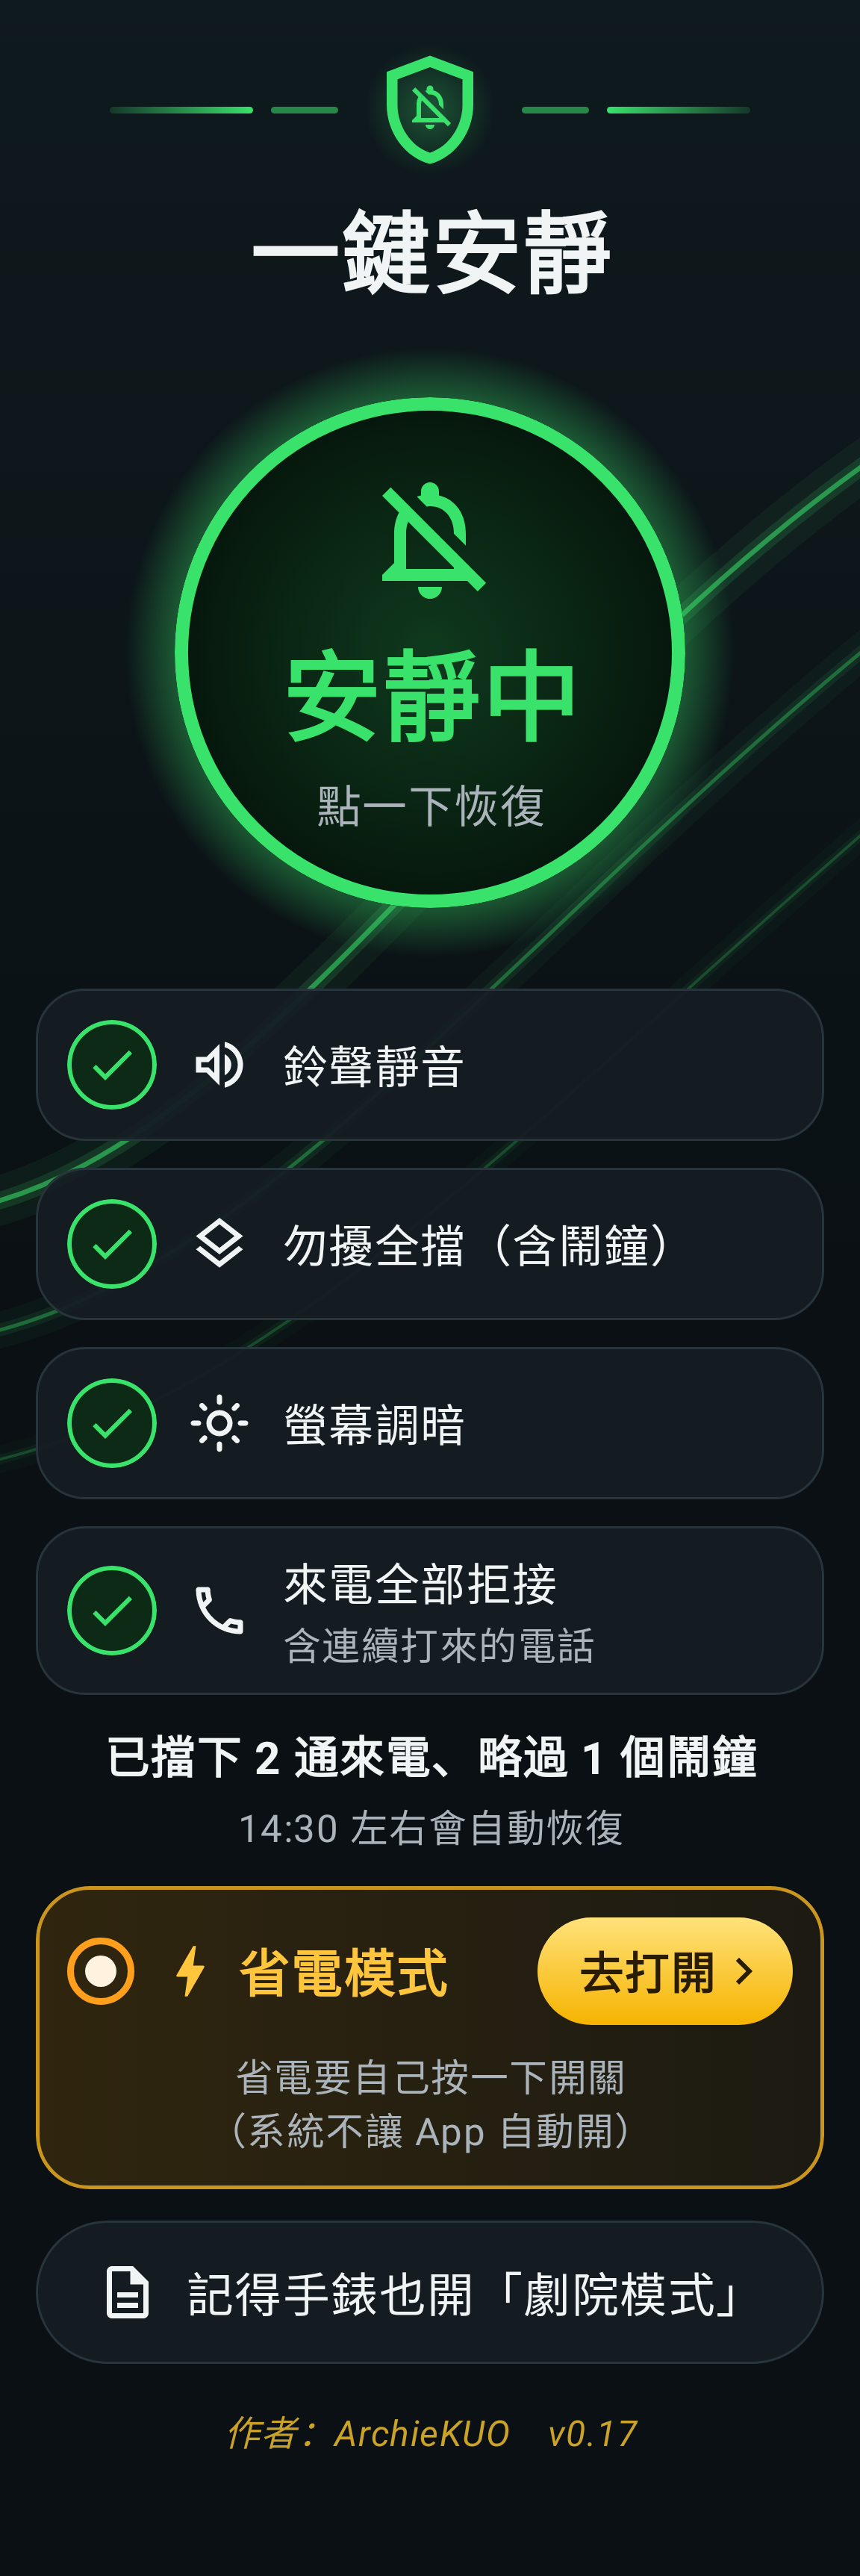 一鍵安靜
安靜中
點一下恢復
鈴聲靜音
勿擾全擋（含鬧鐘）
螢幕調暗
來電全部拒接
含連續打來的電話
已擋下 2 通來電、略過 1 個鬧鐘
14:30 左右會自動恢復
省電模式
去打開
省電要自己按一下開關
（系統不讓 App 自動開）
記得手錶也開「劇院模式」
作者：ArchieKUO v0.17